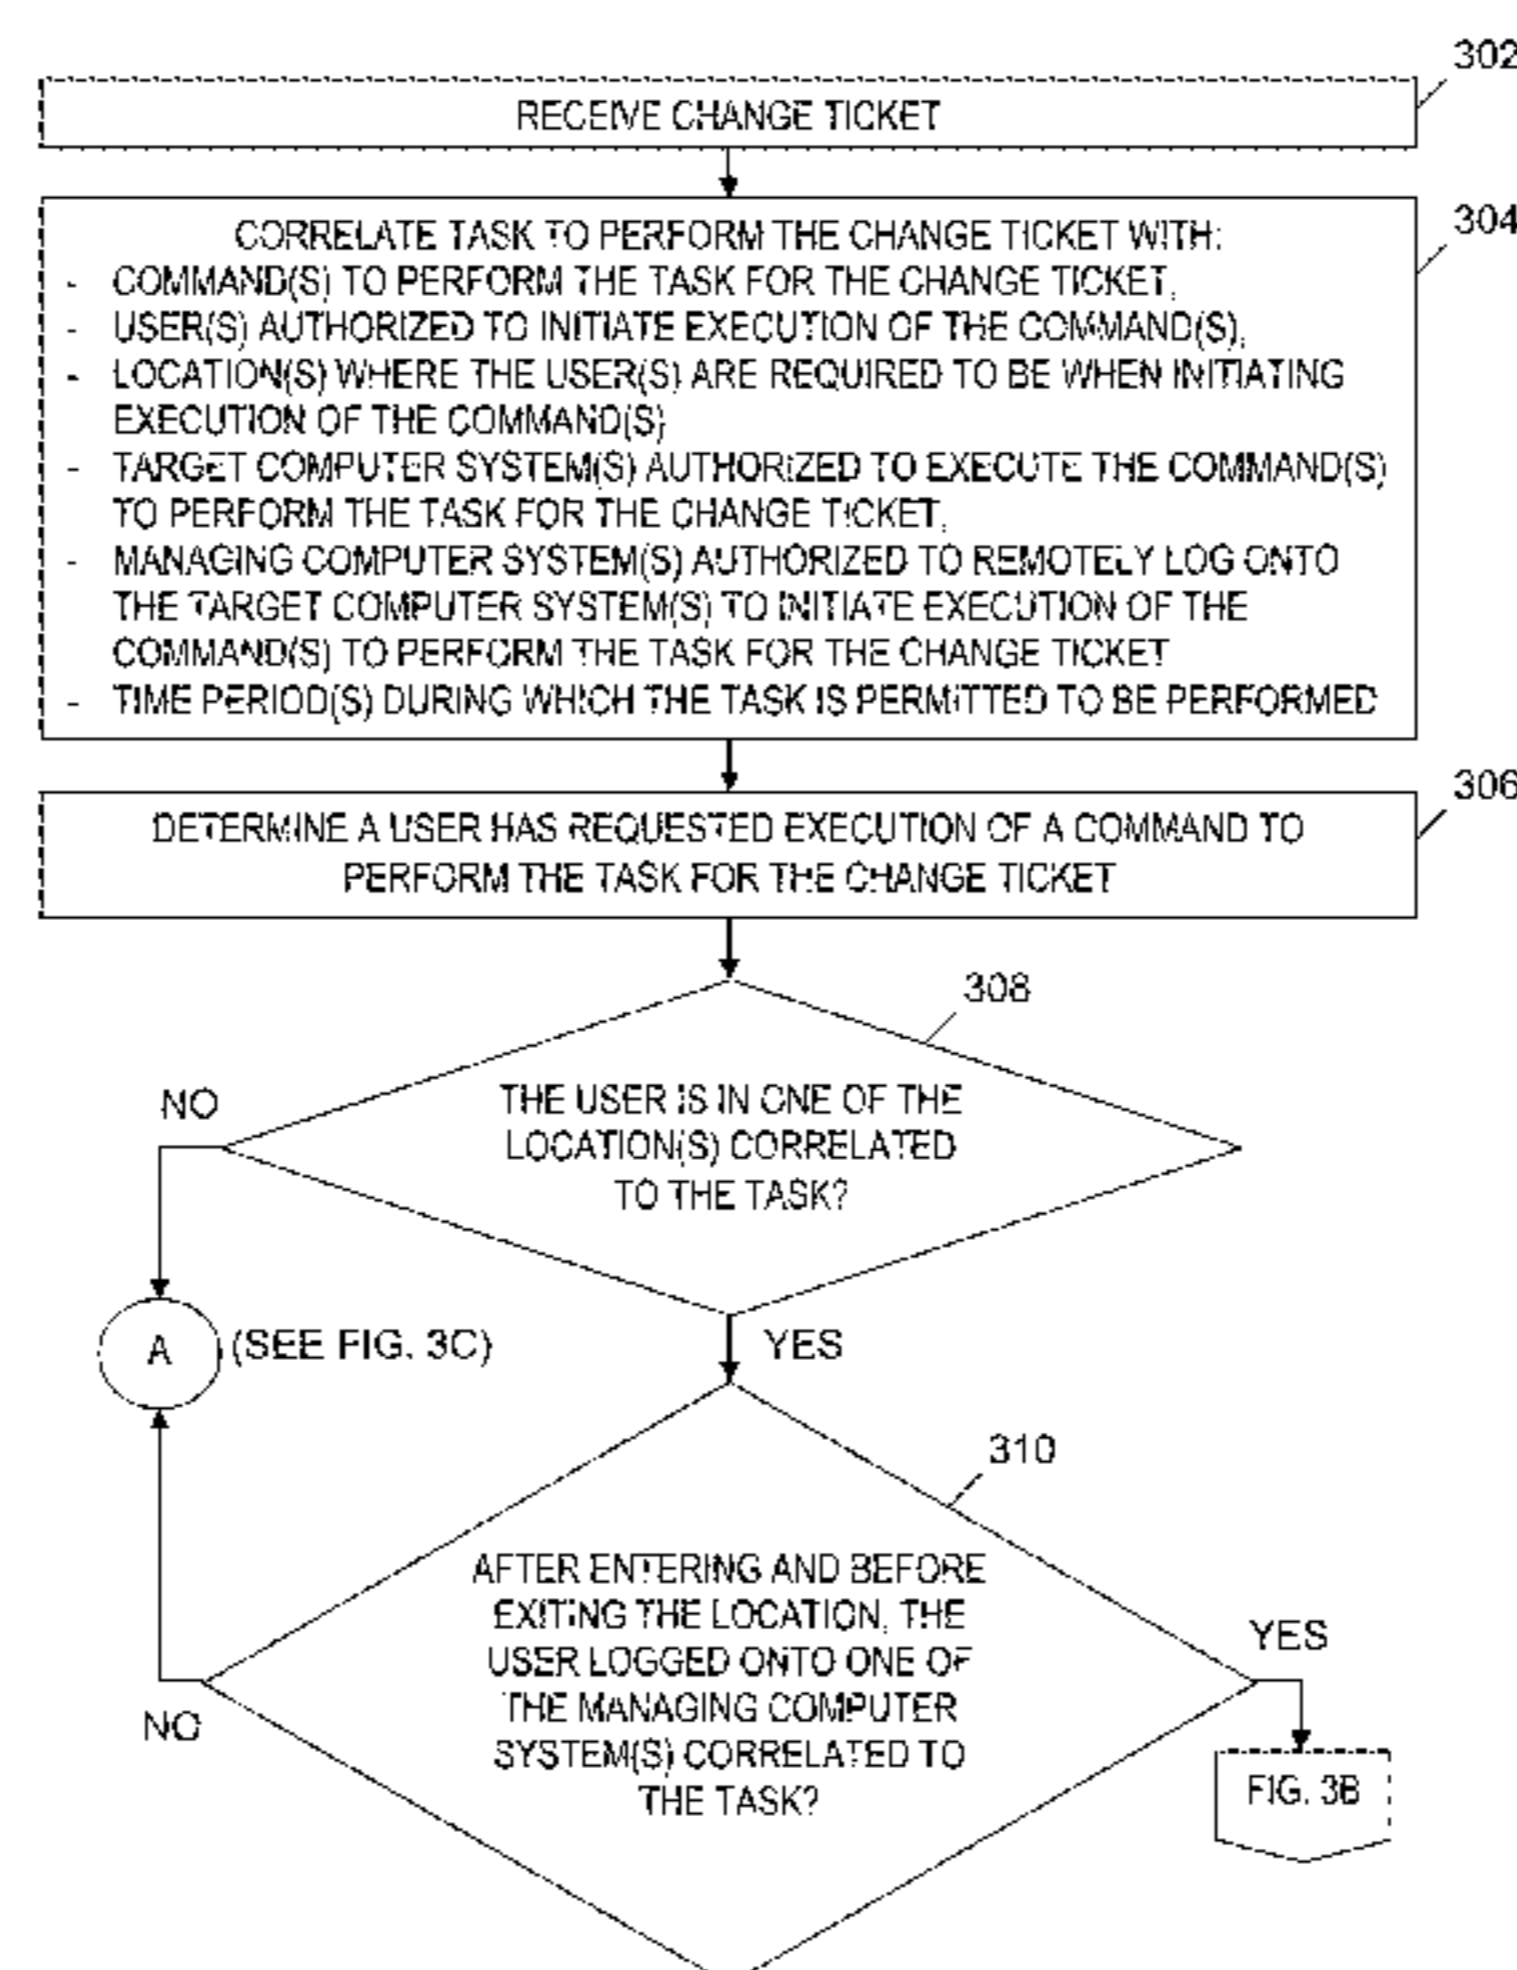 302
RECEIVE CHANGE TICKET
304
CORRELATE TASK TO PERFORM THE CHANGE TICKET WITH:
- COMMAND(S) TO PERFORM THE TASK FOR THE CHANGE TICKET,
- USER(S) AUTHORIZED TO INITIATE EXECUTION OF THE COMMAND(S),
- LOCATION(S) WHERE THE USER(S) ARE REQUIRED TO BE WHEN INITIATING
EXECUTION OF THE COMMAND(S)
- TARGET COMPUTER SYSTEM(S) AUTHORIZED TO EXECUTE THE COMMAND(S)
TO PERFORM THE TASK FOR THE CHANGE TICKET,
- MANAGING COMPUTER SYSTEM(S) AUTHORIZED TO REMOTELY LOG ONTO
THE TARGET COMPUTER SYSTEM(S) TO INITIATE EXECUTION OF THE
COMMAND(S) TO PERFORM THE TASK FOR THE CHANGE TICKET
- TIME PERIOD(S) DURING WHICH THE TASK IS PERMITTED TO BE PERFORMED
306
DETERMINE A USER HAS REQUESTED EXECUTION OF A COMMAND TO
PERFORM THE TASK FOR THE CHANGE TICKET
308
NO
THE USER IS IN ONE OF THE
LOCATION(S) CORRELATED
TO THE TASK?
A
(SEE FIG. 3C)
YES
310
AFTER ENTERING AND BEFORE
EXITING THE LOCATION, THE
USER LOGGED ONTO ONE OF
THE MANAGING COMPUTER
SYSTEM(S) CORRELATED TO
THE TASK?
YES
NO
FIG. 3B